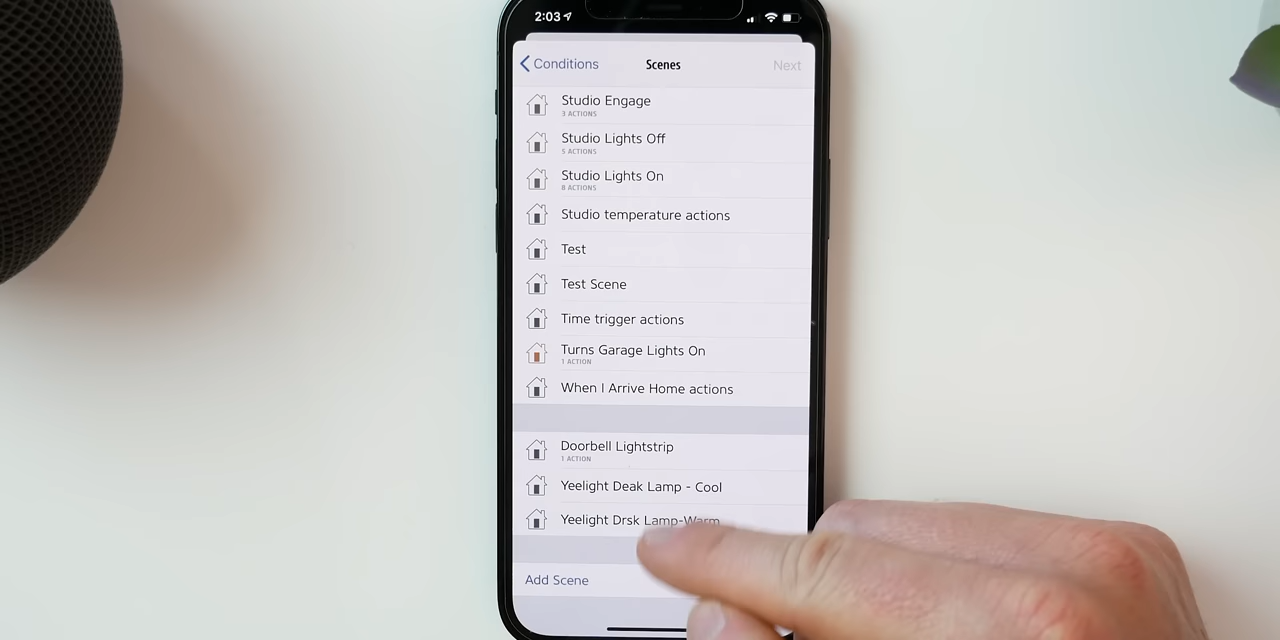 2:03
Conditions
Scenes
Next
Studio Engage
3 ACTIONS
Studio Lights Off
5 ACTIONS
Studio Lights On
8 ACTIONS
Studio temperature actions
Test
Test Scene
Time trigger actions
Turns Garage Lights On
1 ACTION
When I Arrive Home actions
Doorbell Lightstrip
1 ACTION
Yeelight Deak Lamp - Cool
Yeelight Drsk Lamp-Warm
Add Scene